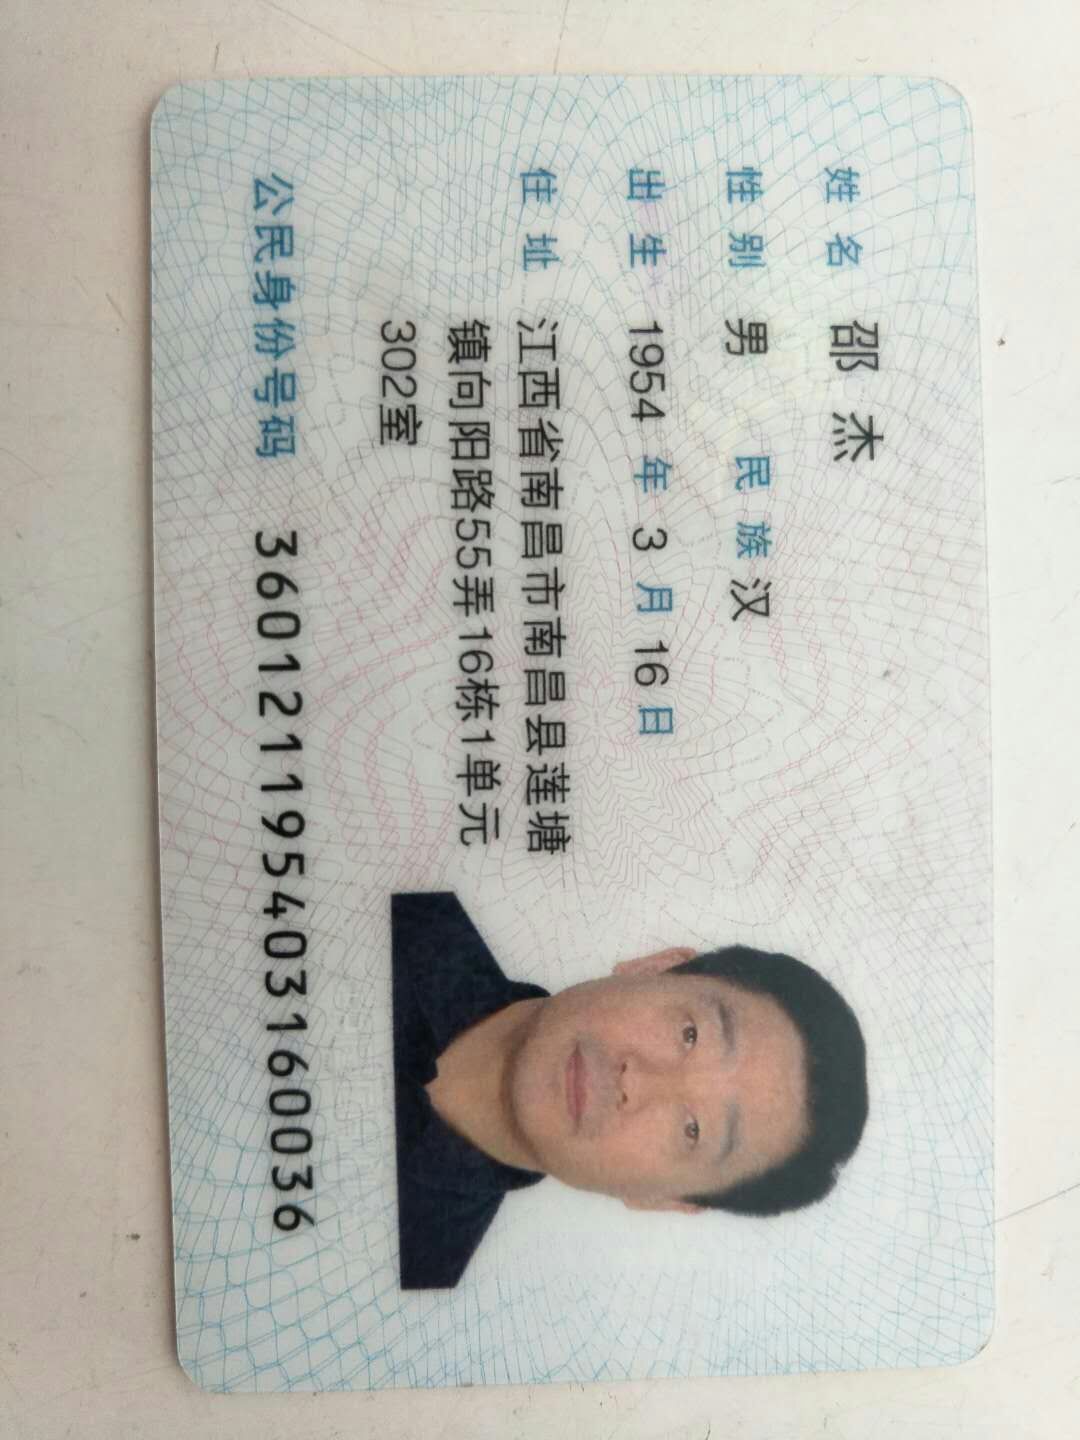 姓名 邵杰
性别 男 民族 汉
出生 1954 年 3 月 16 日
住址 江西省南昌市南昌县莲塘
镇向阳路55弄16栋1单元
302室
公民身份号码 360121195403160036